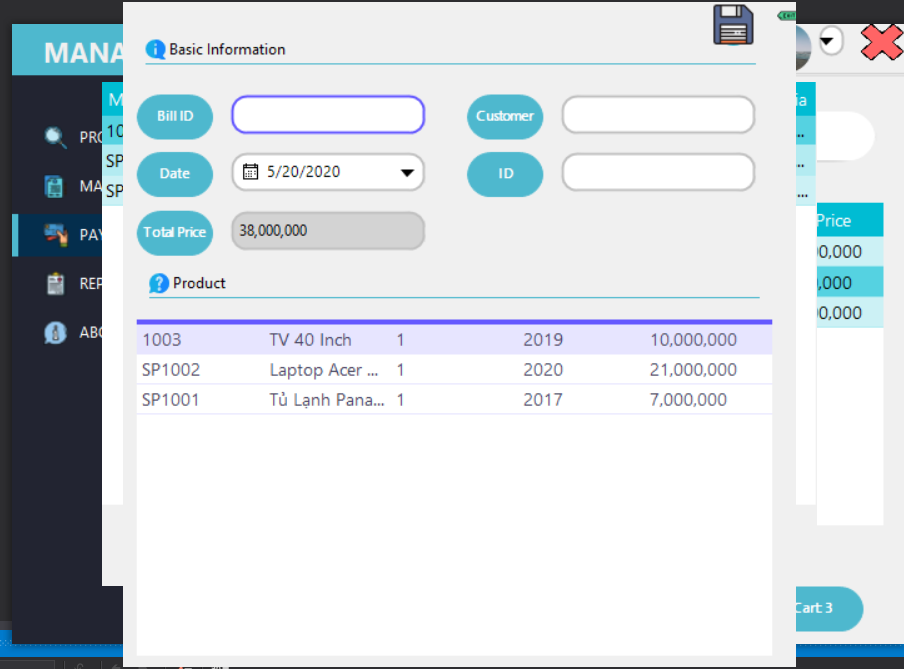 Basic Information
Bill ID
Customer
Date 5/20/2020
ID
Total Price 38,000,000
Product
1003 TV 40 Inch 1 2019 10,000,000
SP1002 Laptop Acer ... 1 2020 21,000,000
SP1001 Tủ Lạnh Pana... 1 2017 7,000,000
MANA
PRO
MA
PAY
REP
ABO
M
10
SP
SP
ia
...
...
...
Price
00,000
,000
00,000
Cart 3